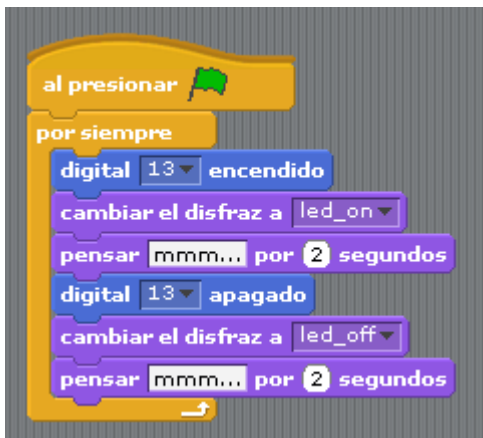 al presionar
por siempre
digital 13 encendido
cambiar el disfraz a led_on
pensar mmm... por 2 segundos
digital 13 apagado
cambiar el disfraz a led_off
pensar mmm... por 2 segundos